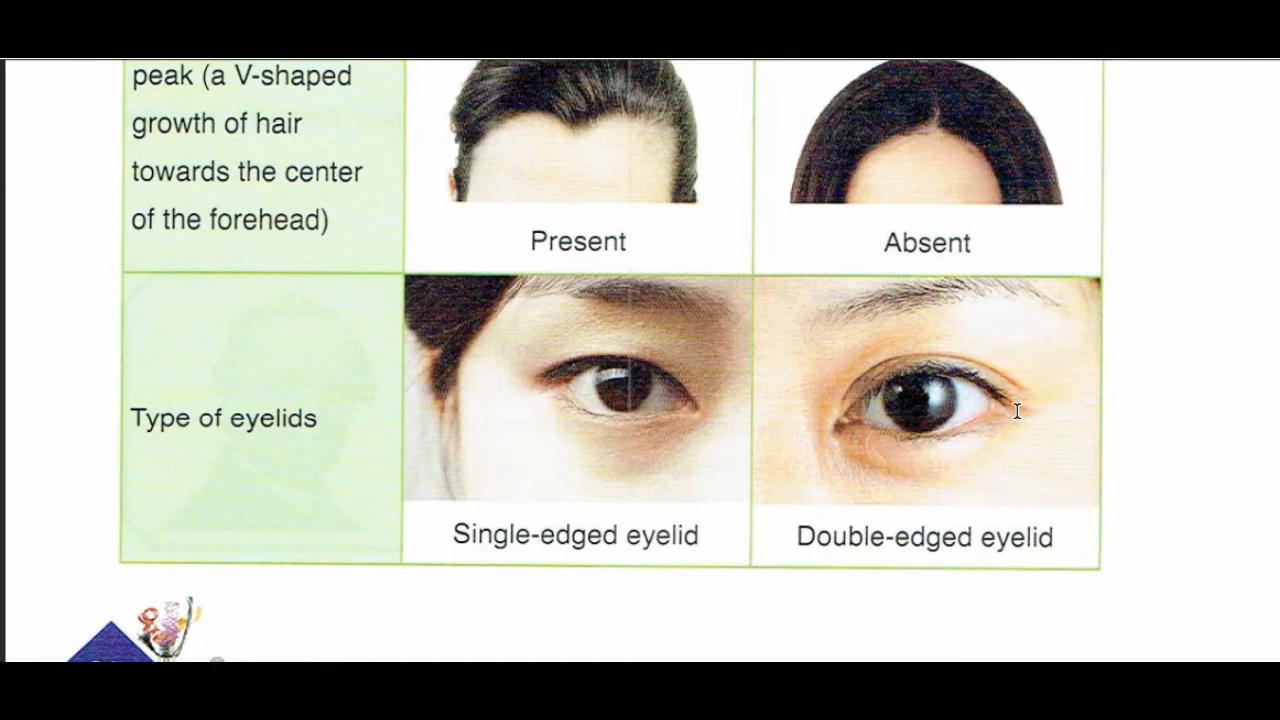 peak (a V-shaped
growth of hair
towards the center
of the forehead)
Present
Absent
Type of eyelids
Single-edged eyelid
Double-edged eyelid